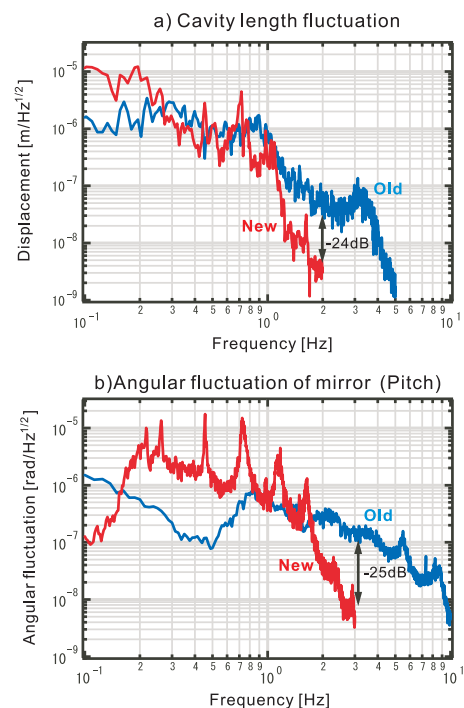 a) Cavity length fluctuation
Displacement [m/Hz^1/2]
10^-5
10^-6
10^-7
10^-8
10^-9
Old
New
-24dB
10^-1 2 3 4 5 6 7 8 9 10^0 2 3 4 5 6 7 8 9 10^1
Frequency [Hz]
b)Angular fluctuation of mirror (Pitch)
Angular fluctuation [rad/Hz^1/2]
10^-5
10^-6
10^-7
10^-8
10^-9
Old
New
-25dB
10^-1 2 3 4 5 6 7 8 9 10^0 2 3 4 5 6 7 8 9 10^1
Frequency [Hz]